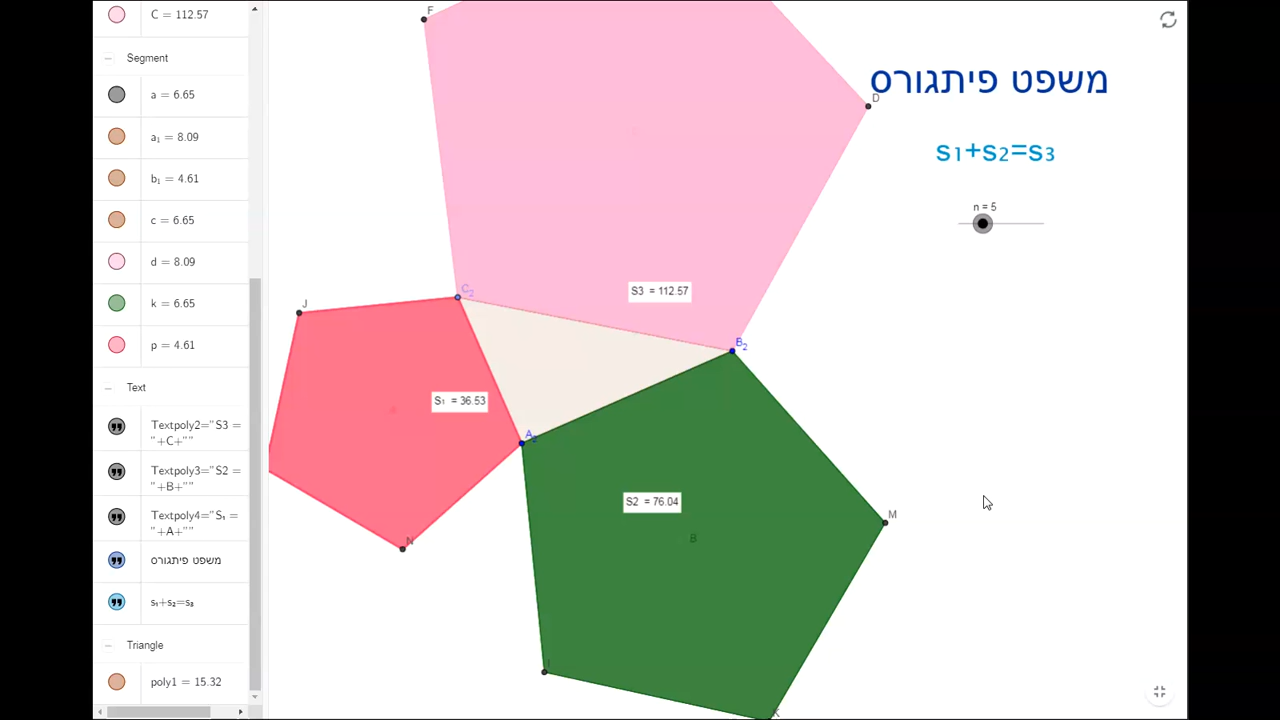 C = 112.57
Segment
a = 6.65
a₁ = 8.09
b₁ = 4.61
c = 6.65
d = 8.09
k = 6.65
p = 4.61
Text
Textpoly2="S3 =
"+C+""
Textpoly3="S2 =
"+B+""
Textpoly4="S₁ =
"+A+""
משפט פיתגורס
s₁+s₂=s₃
Triangle
poly1 = 15.32
F
D
משפט פיתגורס
s₁+s₂=s₃
n = 5
S3 = 112.57
C₂
J
B₂
S₁ = 36.53
A₂
S2 = 76.04
M
B
N
K